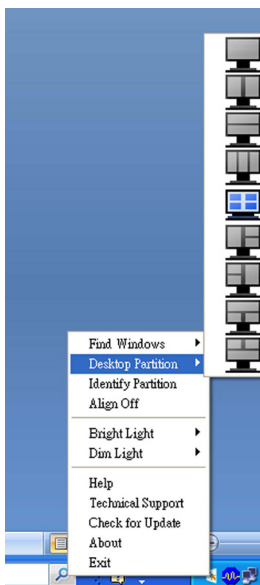 Find Windows
Desktop Partition
Identify Partition
Align Off
Bright Light
Dim Light
Help
Technical Support
Check for Update
About
Exit